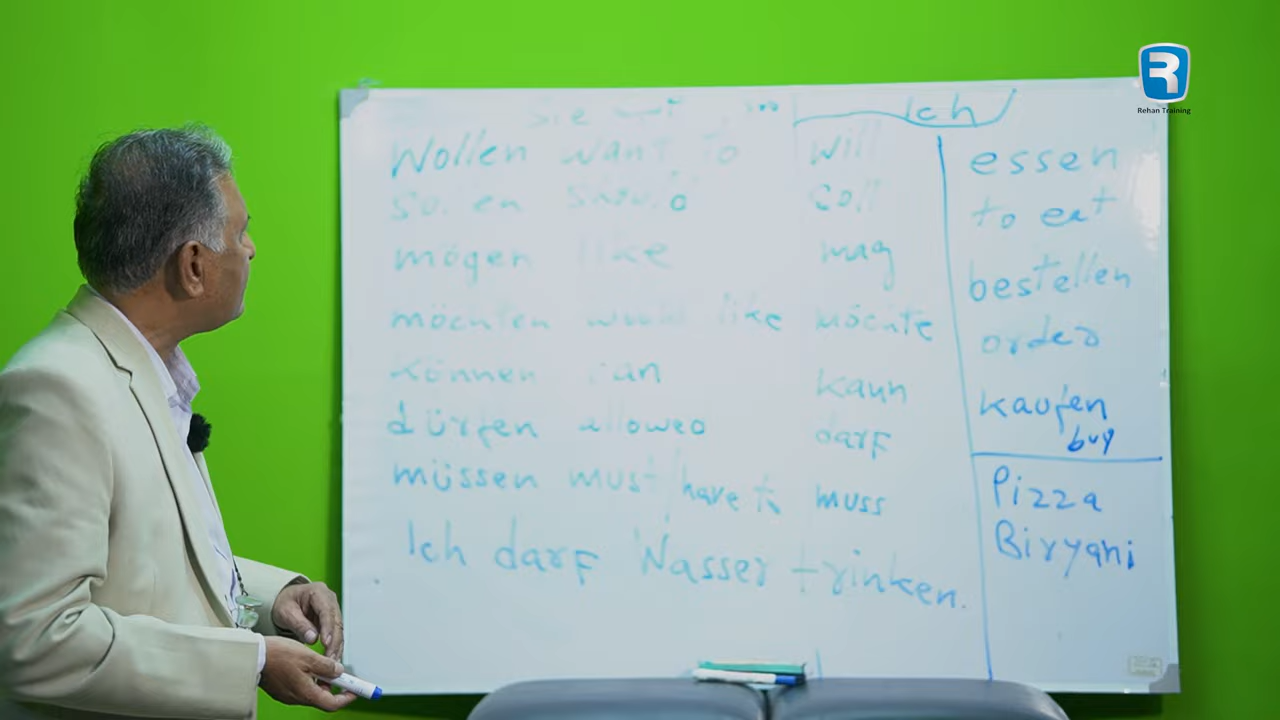 Rehan Training
Sie wir Ich
Wollen want to will
sollen should soll
mögen like mag
möchten would like möchte
können can kann
dürfen allowed darf
müssen must/have to muss
Ich darf Wasser trinken.
essen
to eat
bestellen
order
kaufen
buy
Pizza
Biryani